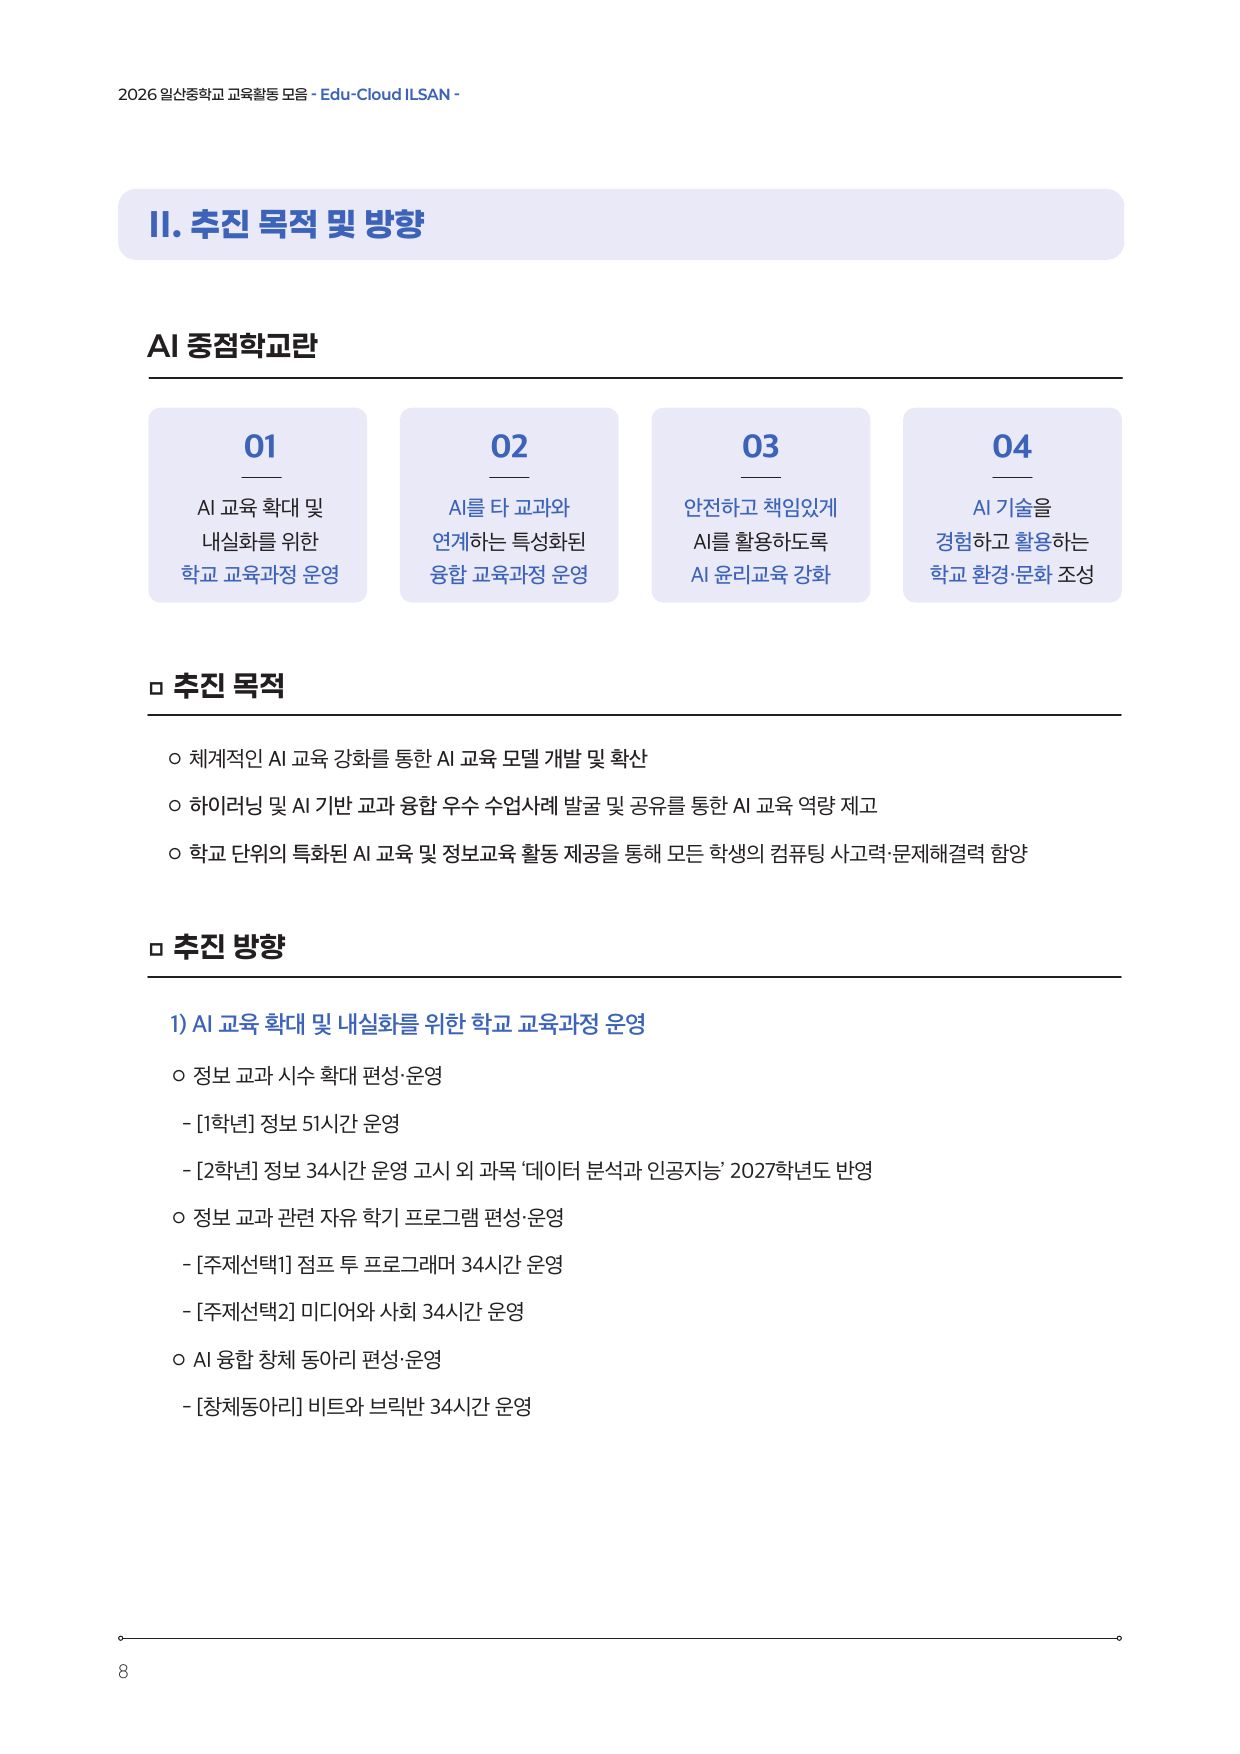 2026 일산중학교 교육활동 모음 - Edu-Cloud ILSAN -
II. 추진 목적 및 방향
AI 중점학교란
01
AI 교육 확대 및
내실화를 위한
학교 교육과정 운영
02
AI를 타 교과와
연계하는 특성화된
융합 교육과정 운영
03
안전하고 책임있게
AI를 활용하도록
AI 윤리교육 강화
04
AI 기술을
경험하고 활용하는
학교 환경·문화 조성
□ 추진 목적
○ 체계적인 AI 교육 강화를 통한 AI 교육 모델 개발 및 확산
○ 하이러닝 및 AI 기반 교과 융합 우수 수업사례 발굴 및 공유를 통한 AI 교육 역량 제고
○ 학교 단위의 특화된 AI 교육 및 정보교육 활동 제공을 통해 모든 학생의 컴퓨팅 사고력·문제해결력 함양
□ 추진 방향
1) AI 교육 확대 및 내실화를 위한 학교 교육과정 운영
○ 정보 교과 시수 확대 편성·운영
- [1학년] 정보 51시간 운영
- [2학년] 정보 34시간 운영 고시 외 과목 ‘데이터 분석과 인공지능’ 2027학년도 반영
○ 정보 교과 관련 자유 학기 프로그램 편성·운영
- [주제선택1] 점프 투 프로그래머 34시간 운영
- [주제선택2] 미디어와 사회 34시간 운영
○ AI 융합 창체 동아리 편성·운영
- [창체동아리] 비트와 브릭반 34시간 운영
8